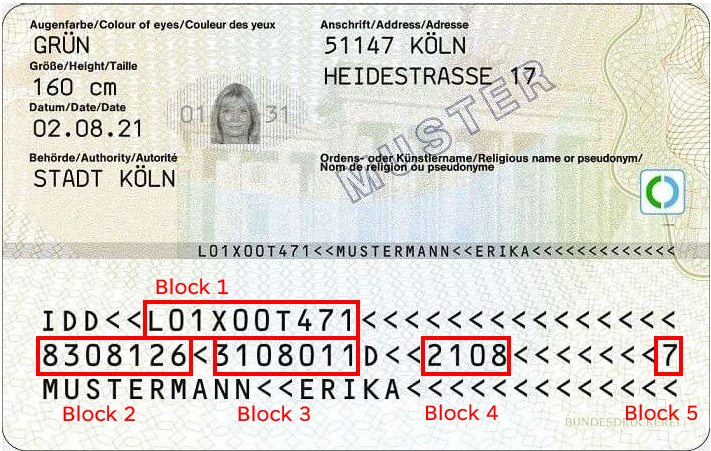 Augenfarbe/Colour of eyes/Couleur des yeux
GRÜN
Größe/Height/Taille
160 cm
Datum/Date/Date
02.08.21
Behörde/Authority/Autorité
STADT KÖLN
01 31
Anschrift/Address/Adresse
51147 KÖLN
HEIDESTRASSE 17
MUSTER
Ordens- oder Künstlername/Religious name or pseudonym/
Nom de religion ou pseudonyme
L01X00T471<<MUSTERMANN<<ERIKA<<<<<<<<<<<<<
Block 1
IDD<<L01X00T471<<<<<<<<<<<<<<<
8308126<3108011D<<2108<<<<<<<7
MUSTERMANN<<ERIKA<<<<<<<<<<<<<
Block 2 Block 3 Block 4 Block 5
BUNDESDRUCKEREI